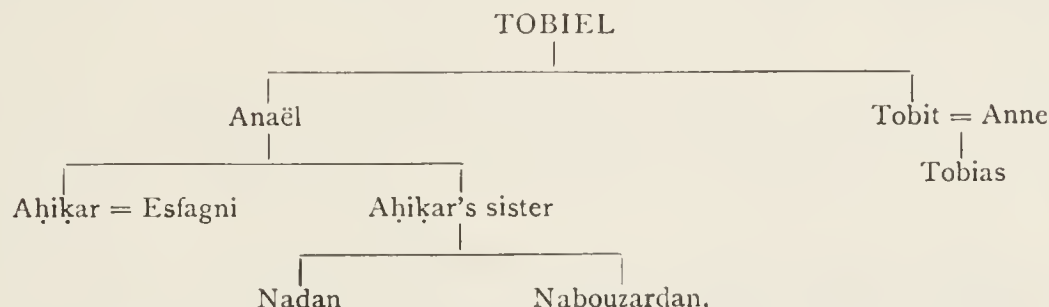 TOBIEL
Anaël Tobit = Anne
Tobias
Aḥiḳar = Esfagni Aḥiḳar's sister
Nadan Nabouzardan.